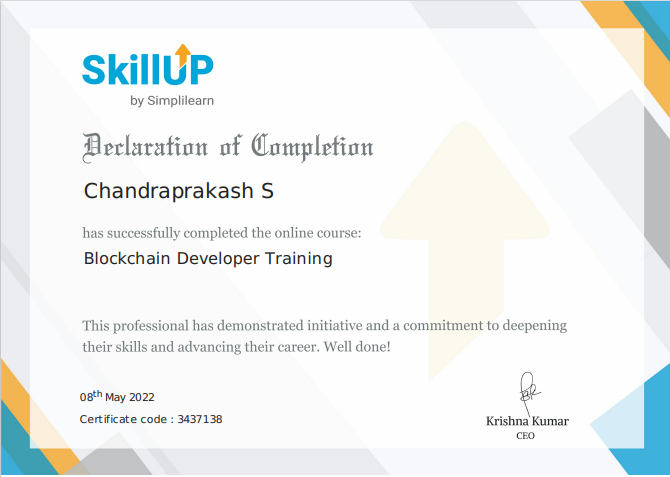 SkillUP
by Simplilearn
Declaration of Completion
Chandraprakash S
has successfully completed the online course:
Blockchain Developer Training
This professional has demonstrated initiative and a commitment to deepening
their skills and advancing their career. Well done!
08th May 2022
Certificate code : 3437138
Krishna Kumar
CEO